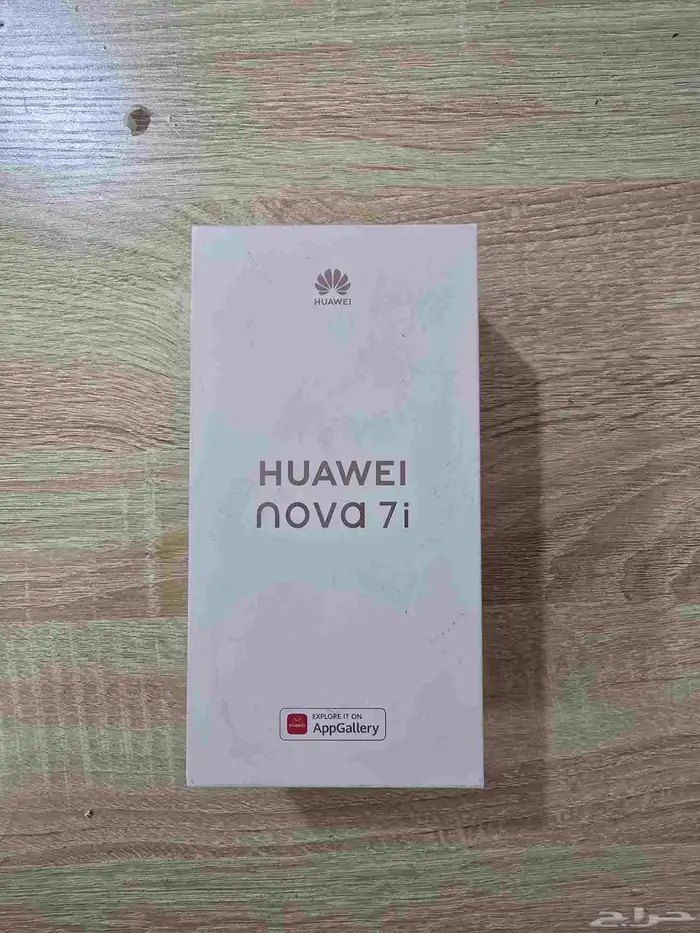 HUAWEI
HUAWEI
nova 7i
HUAWEI
EXPLORE IT ON
AppGallery
حراج